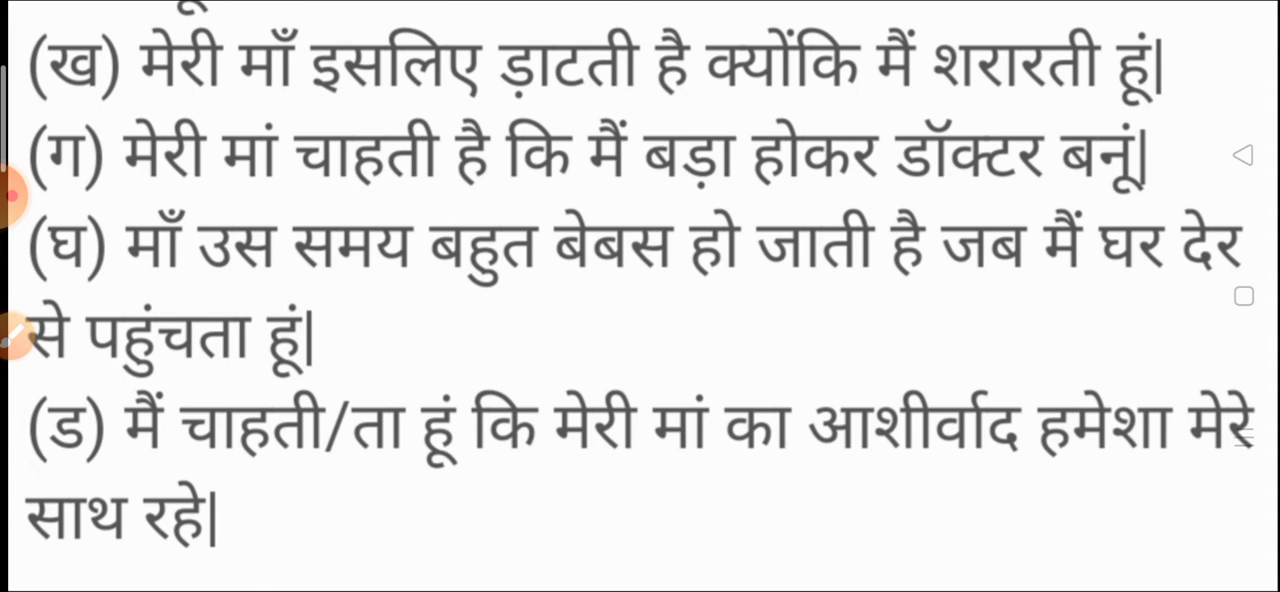 (ख) मेरी माँ इसलिए ड़ाटती है क्योंकि मैं शरारती हूं|
(ग) मेरी मां चाहती है कि मैं बड़ा होकर डॉक्टर बनूं|
(घ) माँ उस समय बहुत बेबस हो जाती है जब मैं घर देर
से पहुंचता हूं|
(ड) मैं चाहती/ता हूं कि मेरी मां का आशीर्वाद हमेशा मेरे
साथ रहे|